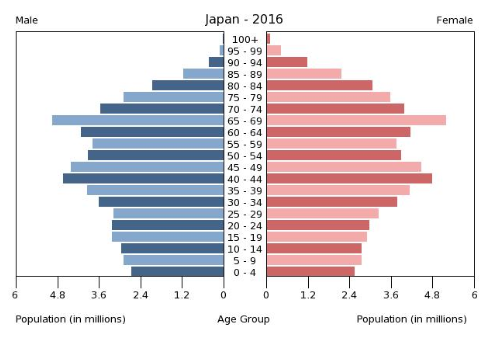 Male Japan - 2016 Female
100+
95 - 99
90 - 94
85 - 89
80 - 84
75 - 79
70 - 74
65 - 69
60 - 64
55 - 59
50 - 54
45 - 49
40 - 44
35 - 39
30 - 34
25 - 29
20 - 24
15 - 19
10 - 14
5 - 9
0 - 4
6 4.8 3.6 2.4 1.2 0 0 1.2 2.4 3.6 4.8 6
Population (in millions) Age Group Population (in millions)